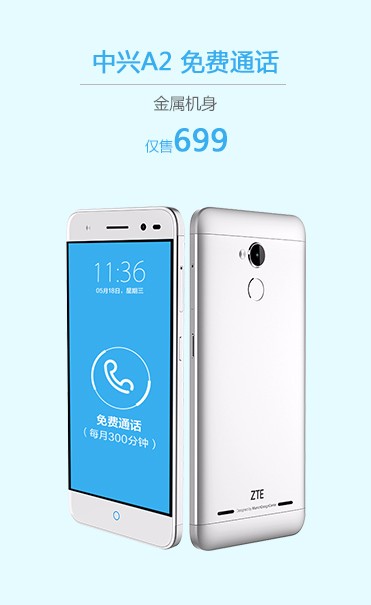 中兴A2 免费通话
金属机身
仅售699
11:36
05月18日，星期三
免费通话
（每月300分钟）
ZTE